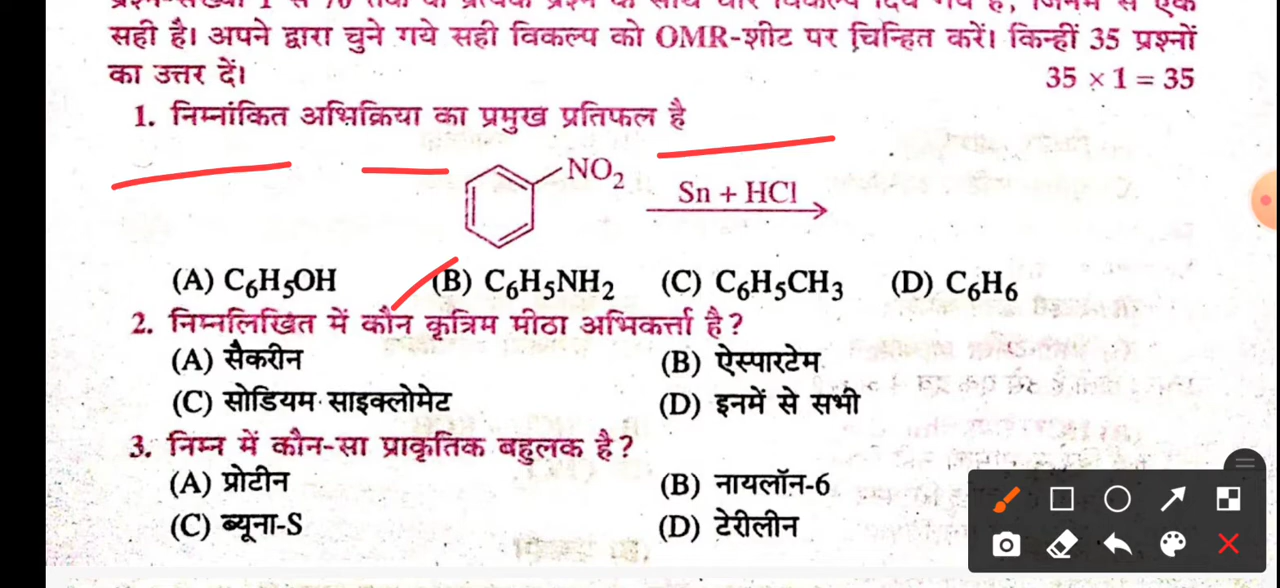 सही है। अपने द्वारा चुने गये सही विकल्प को OMR-शीट पर चिन्हित करें। किन्हीं 35 प्रश्नों
का उत्तर दें। 35 × 1 = 35
1. निम्नांकित अभिक्रिया का प्रमुख प्रतिफल है
NO₂
Sn + HCl
(A) C₆H₅OH (B) C₆H₅NH₂ (C) C₆H₅CH₃ (D) C₆H₆
2. निम्नलिखित में कौन कृत्रिम मीठा अभिकर्त्ता है?
(A) सैकरीन (B) ऐस्पारटेम
(C) सोडियम साइक्लोमेट (D) इनमें से सभी
3. निम्न में कौन-सा प्राकृतिक बहुलक है?
(A) प्रोटीन (B) नायलॉन-6
(C) ब्यूना-S (D) टेरीलीन